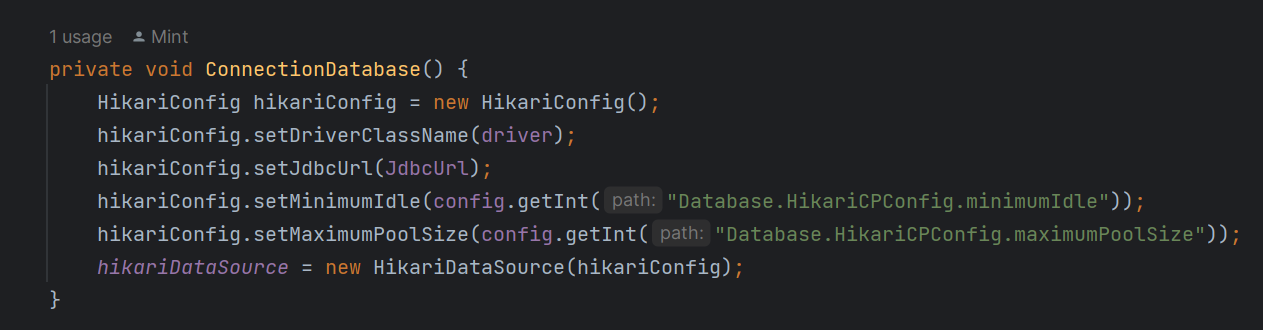 1 usage Mint
private void ConnectionDatabase() {
    HikariConfig hikariConfig = new HikariConfig();
    hikariConfig.setDriverClassName(driver);
    hikariConfig.setJdbcUrl(JdbcUrl);
    hikariConfig.setMinimumIdle(config.getInt( path: "Database.HikariCPConfig.minimumIdle"));
    hikariConfig.setMaximumPoolSize(config.getInt( path: "Database.HikariCPConfig.maximumPoolSize"));
    hikariDataSource = new HikariDataSource(hikariConfig);
}